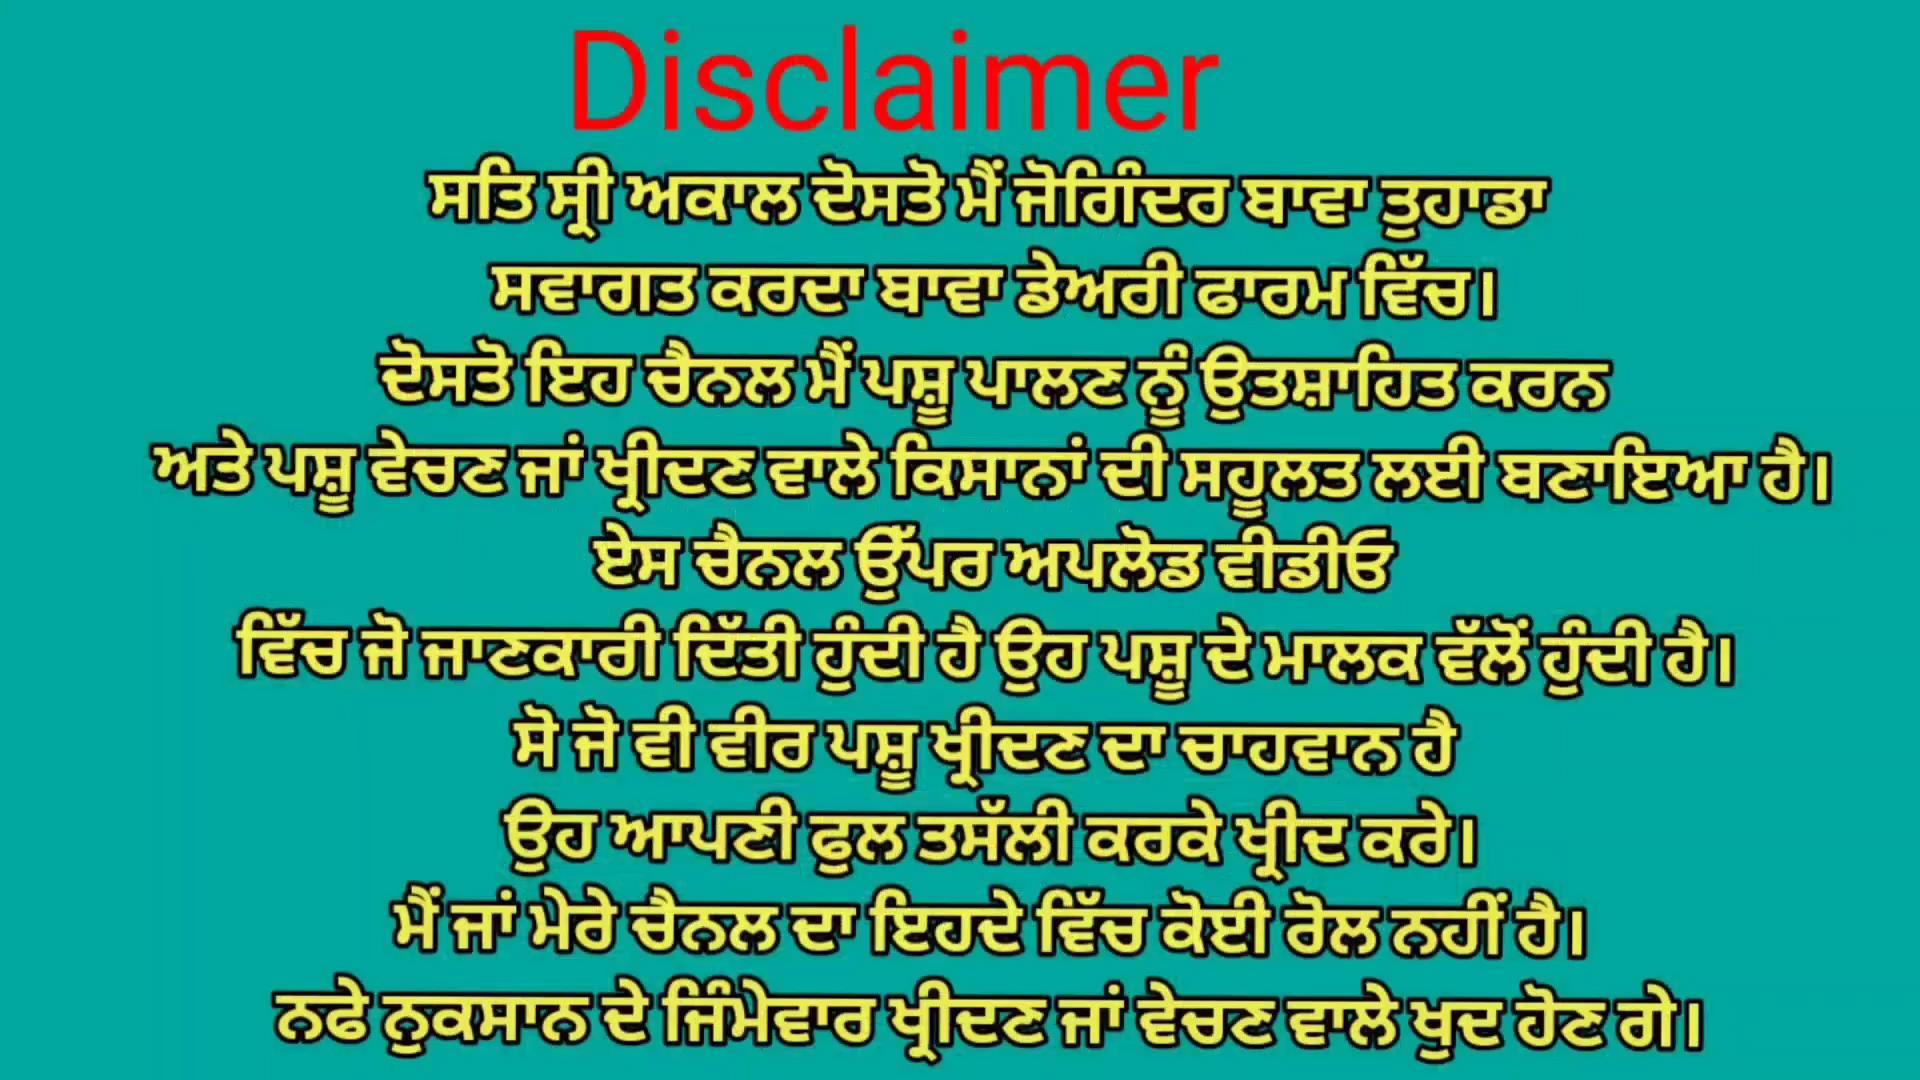 Disclaimer
ਸਤਿ ਸ੍ਰੀ ਅਕਾਲ ਦੋਸਤੋ ਮੈਂ ਜੋਗਿੰਦਰ ਬਾਵਾ ਤੁਹਾਡਾ
ਸਵਾਗਤ ਕਰਦਾ ਬਾਵਾ ਡੇਅਰੀ ਫਾਰਮ ਵਿੱਚ।
ਦੋਸਤੋ ਇਹ ਚੈਨਲ ਮੈਂ ਪਸ਼ੂ ਪਾਲਣ ਨੂੰ ਉਤਸ਼ਾਹਿਤ ਕਰਨ
ਅਤੇ ਪਸ਼ੂ ਵੇਚਣ ਜਾਂ ਖ੍ਰੀਦਣ ਵਾਲੇ ਕਿਸਾਨਾਂ ਦੀ ਸਹੂਲਤ ਲਈ ਬਣਾਇਆ ਹੈ।
ਏਸ ਚੈਨਲ ਉੱਪਰ ਅਪਲੋਡ ਵੀਡੀਓ
ਵਿੱਚ ਜੋ ਜਾਣਕਾਰੀ ਦਿੱਤੀ ਹੁੰਦੀ ਹੈ ਉਹ ਪਸ਼ੂ ਦੇ ਮਾਲਕ ਵੱਲੋਂ ਹੁੰਦੀ ਹੈ।
ਸੋ ਜੋ ਵੀ ਵੀਰ ਪਸ਼ੂ ਖ੍ਰੀਦਣ ਦਾ ਚਾਹਵਾਨ ਹੈ
ਉਹ ਆਪਣੀ ਫੁਲ ਤਸੱਲੀ ਕਰਕੇ ਖ੍ਰੀਦ ਕਰੇ।
ਮੈਂ ਜਾਂ ਮੇਰੇ ਚੈਨਲ ਦਾ ਇਹਦੇ ਵਿੱਚ ਕੋਈ ਰੋਲ ਨਹੀਂ ਹੈ।
ਨਫੇ ਨੁਕਸਾਨ ਦੇ ਜਿੰਮੇਵਾਰ ਖ੍ਰੀਦਣ ਜਾਂ ਵੇਚਣ ਵਾਲੇ ਖੁਦ ਹੋਣ ਗੇ।